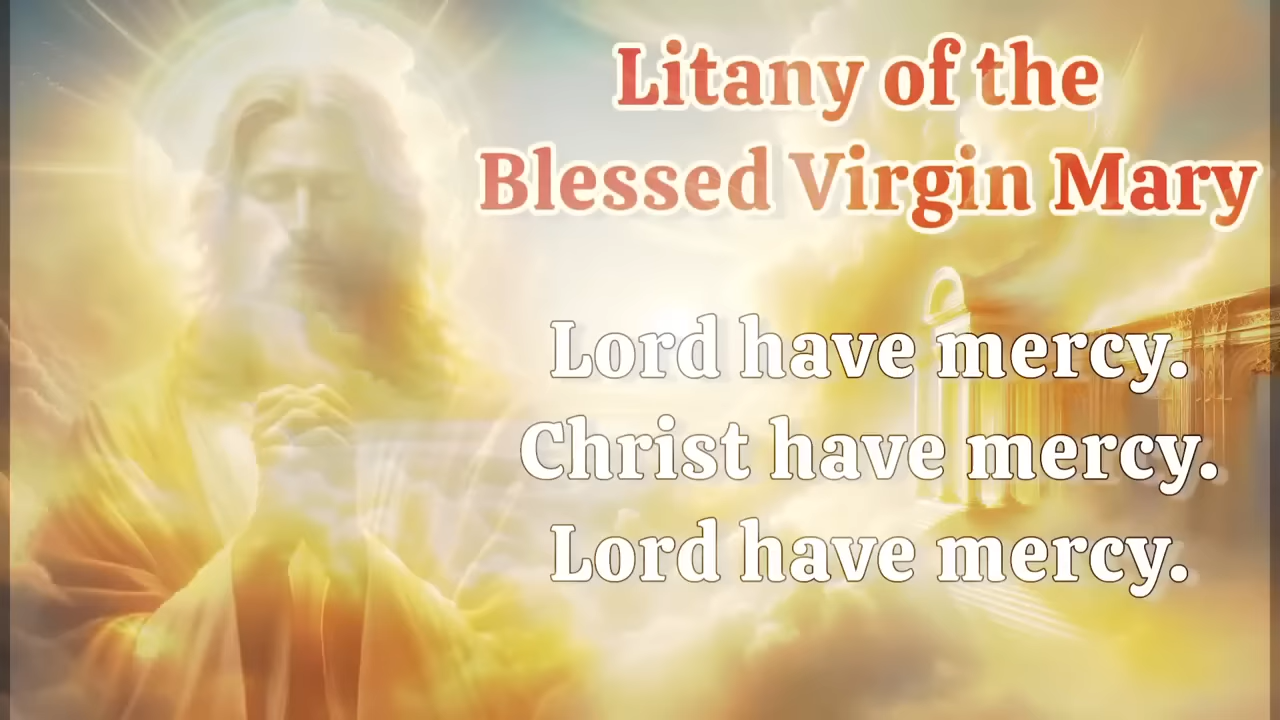 Litany of the
Blessed Virgin Mary
Lord have mercy.
Christ have mercy.
Lord have mercy.